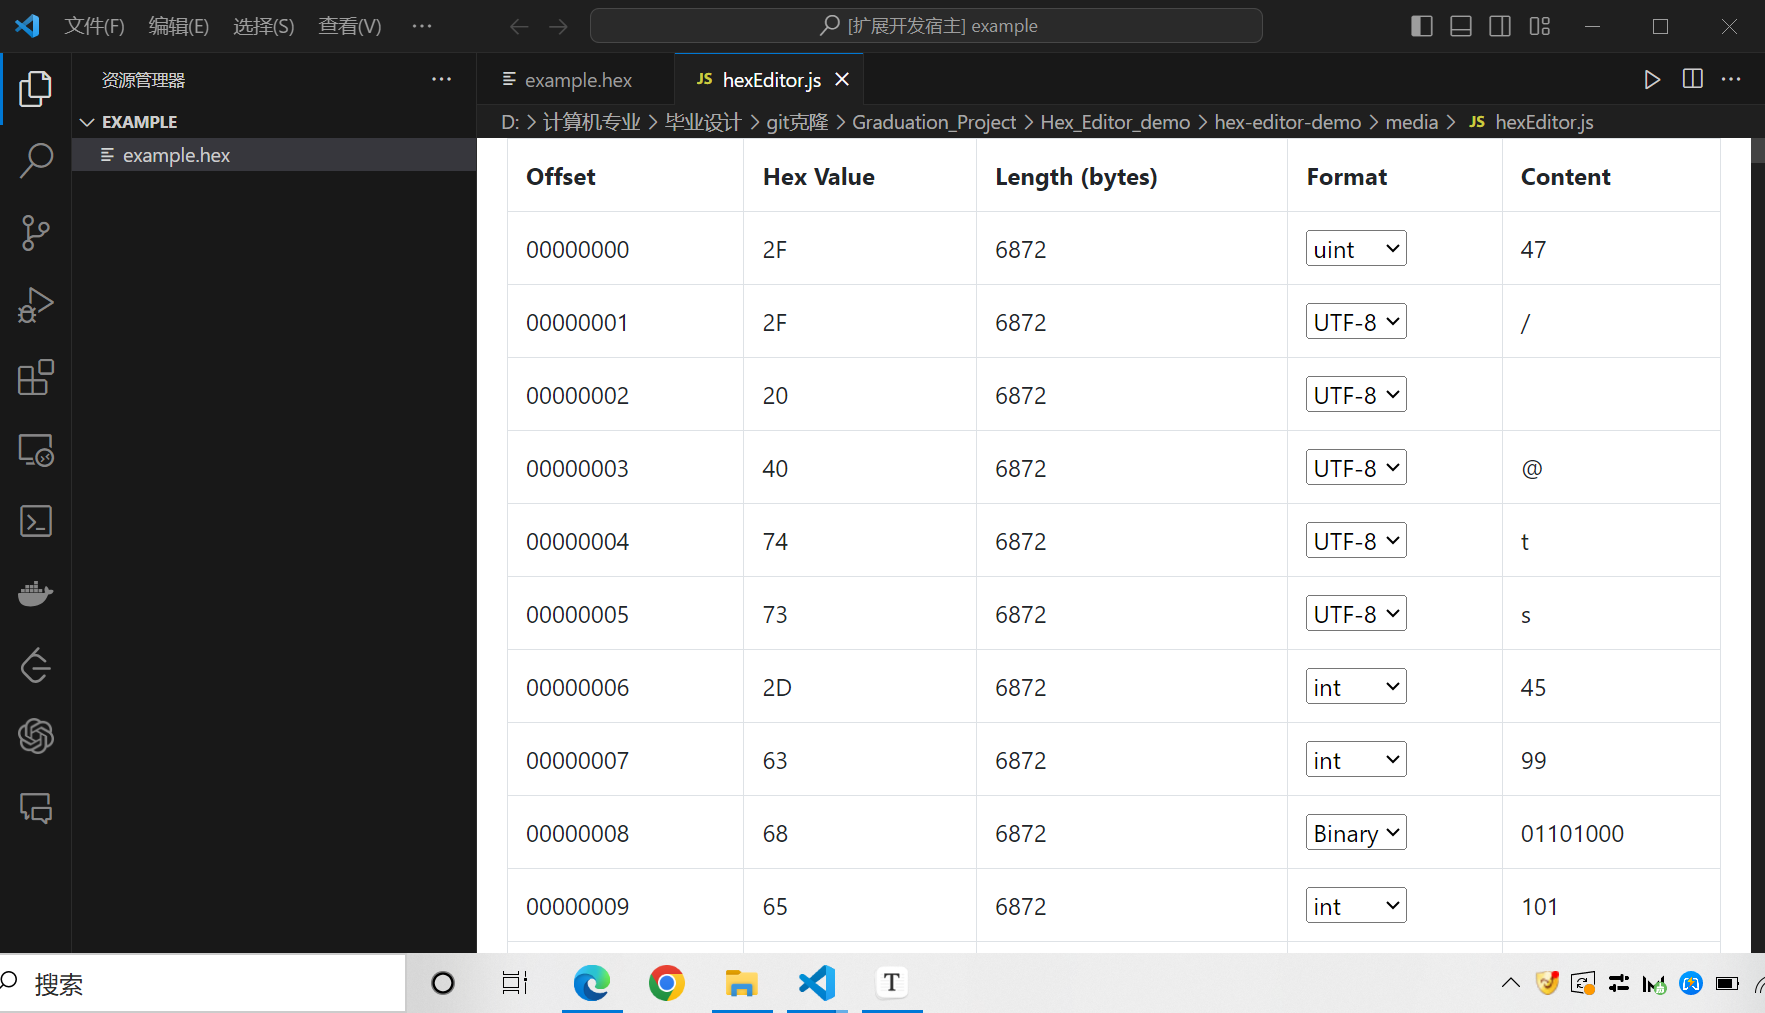 文件(F) 编辑(E) 选择(S) 查看(V) ··· [扩展开发宿主] example
资源管理器 ···
example.hex JS hexEditor.js ···
EXAMPLE
example.hex
D: > 计算机专业 > 毕业设计 > git克隆 > Graduation_Project > Hex_Editor_demo > hex-editor-demo > media > JS hexEditor.js
Offset Hex Value Length (bytes) Format Content
00000000 2F 6872 uint 47
00000001 2F 6872 UTF-8 /
00000002 20 6872 UTF-8
00000003 40 6872 UTF-8 @
00000004 74 6872 UTF-8 t
00000005 73 6872 UTF-8 s
00000006 2D 6872 int 45
00000007 63 6872 int 99
00000008 68 6872 Binary 01101000
00000009 65 6872 int 101
搜索 T